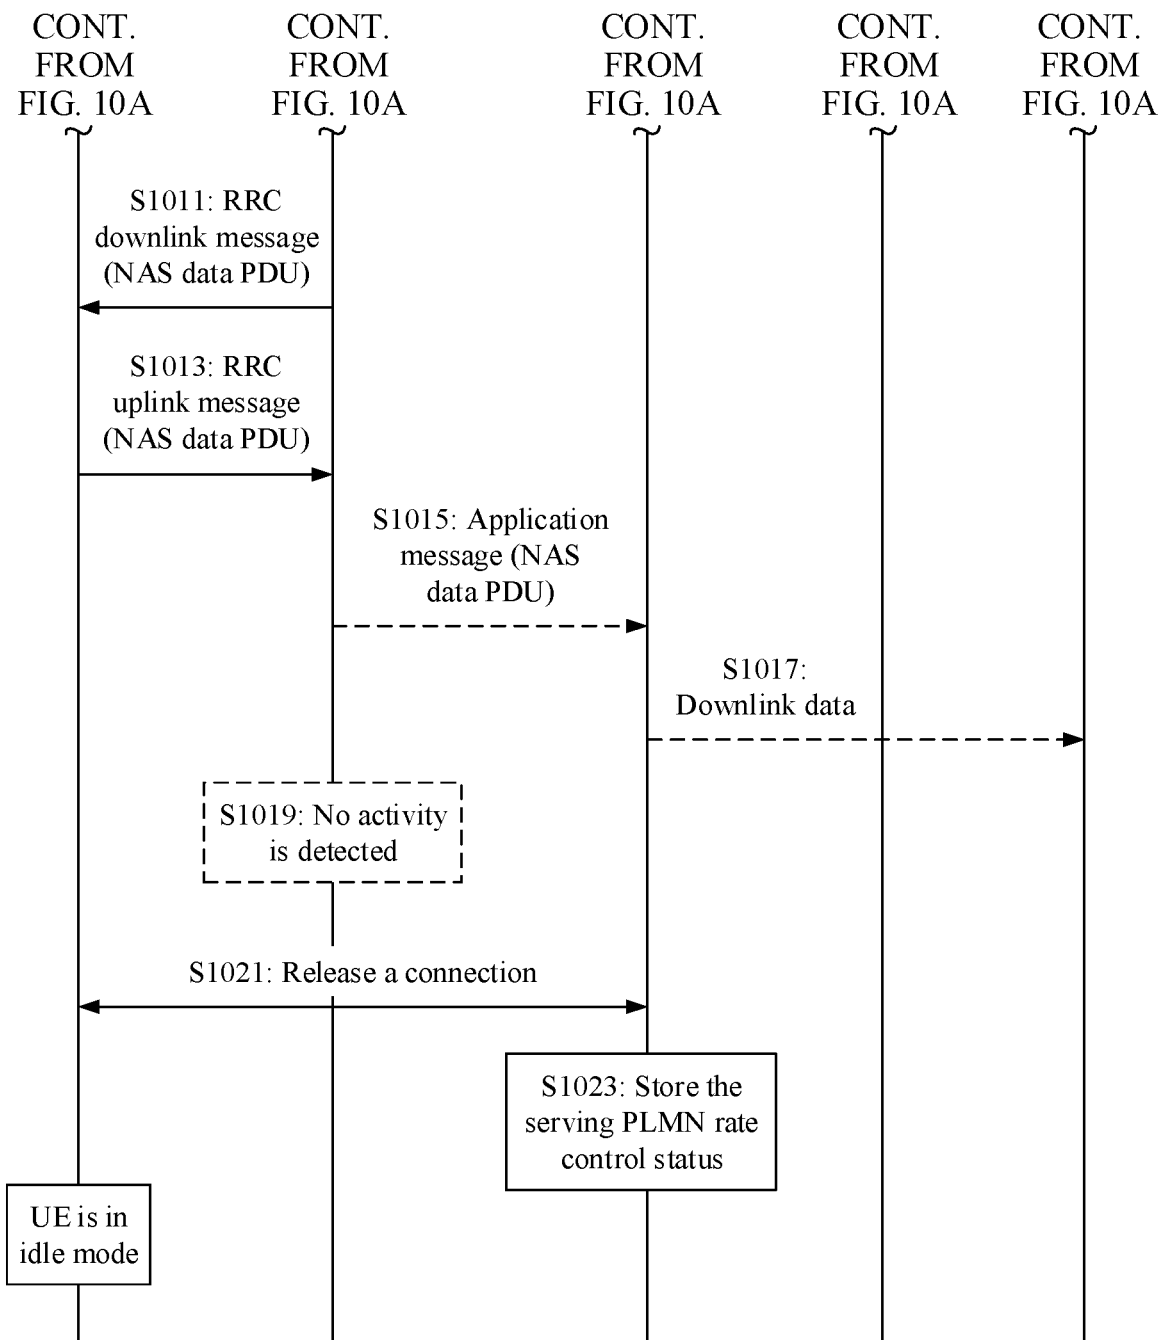 CONT.
FROM
FIG. 10A
CONT.
FROM
FIG. 10A
CONT.
FROM
FIG. 10A
CONT.
FROM
FIG. 10A
CONT.
FROM
FIG. 10A
S1011: RRC
downlink message
(NAS data PDU)
S1013: RRC
uplink message
(NAS data PDU)
S1015: Application
message (NAS
data PDU)
S1017:
Downlink data
S1019: No activity
is detected
S1021: Release a connection
S1023: Store the
serving PLMN rate
control status
UE is in
idle mode